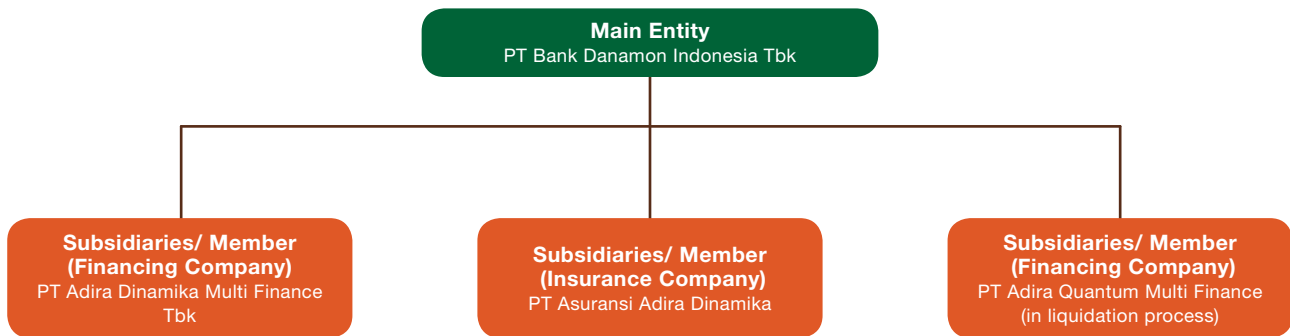 Main Entity
PT Bank Danamon Indonesia Tbk
Subsidiaries/ Member
(Financing Company)
PT Adira Dinamika Multi Finance
Tbk
Subsidiaries/ Member
(Insurance Company)
PT Asuransi Adira Dinamika
Subsidiaries/ Member
(Financing Company)
PT Adira Quantum Multi Finance
(in liquidation process)